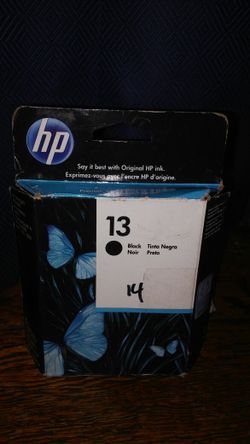 hp
Say it best with Original HP ink.
Exprimez-vous avec l'encre HP d'origine.
13
Black Tinta Negra
Noir Preto
14